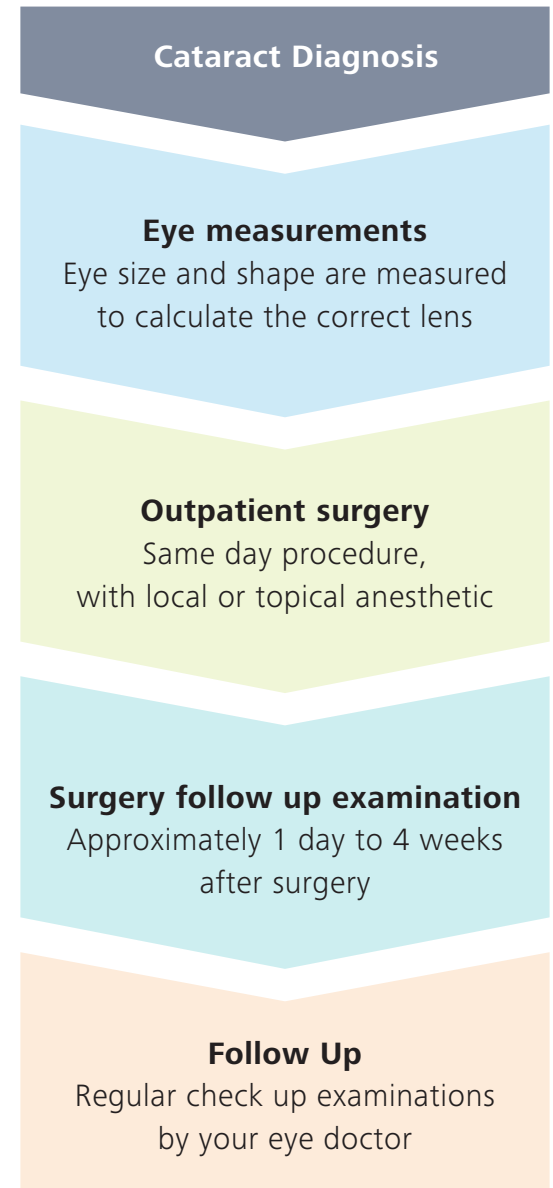 Cataract Diagnosis
Eye measurements
Eye size and shape are measured
to calculate the correct lens
Outpatient surgery
Same day procedure,
with local or topical anesthetic
Surgery follow up examination
Approximately 1 day to 4 weeks
after surgery
Follow Up
Regular check up examinations
by your eye doctor